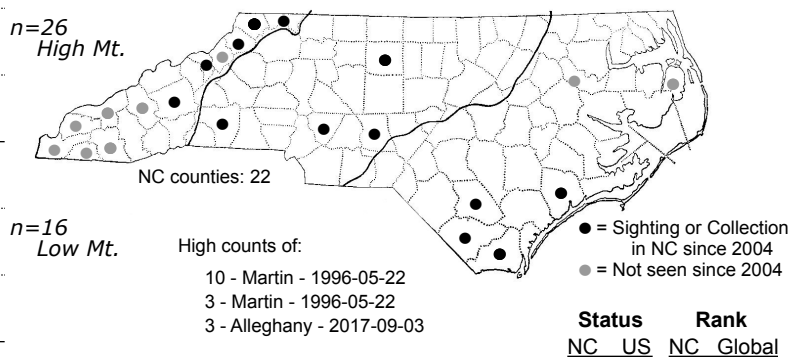 n=26
High Mt.
NC counties: 22
n=16
Low Mt.
High counts of:
10 - Martin - 1996-05-22
3 - Martin - 1996-05-22
3 - Alleghany - 2017-09-03
● = Sighting or Collection
in NC since 2004
● = Not seen since 2004
Status Rank
NC US NC Global